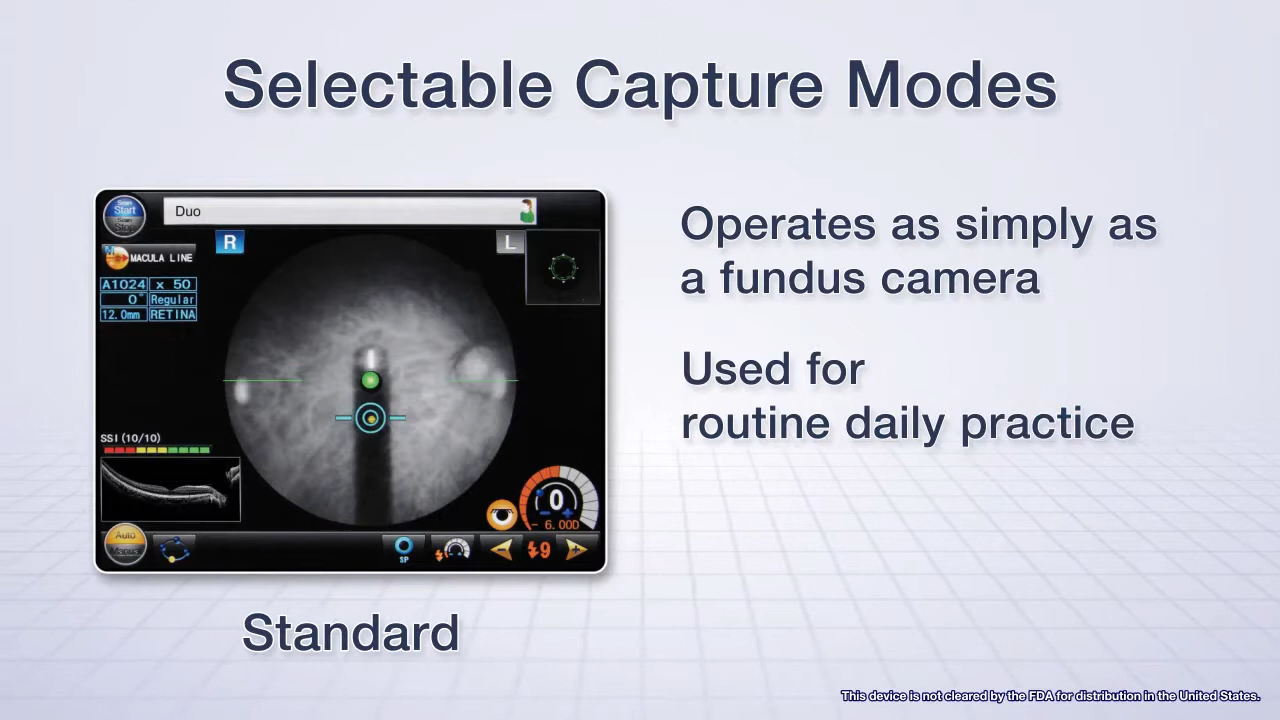 Selectable Capture Modes
Start
Duo
R
L
MACULA LINE
A1024 x 50
0° Regular
12.0mm RETINA
SSI (10/10)
0
- 6.00D
Auto
SP
9
Operates as simply as
a fundus camera
Used for
routine daily practice
Standard
This device is not cleared by the FDA for distribution in the United States.